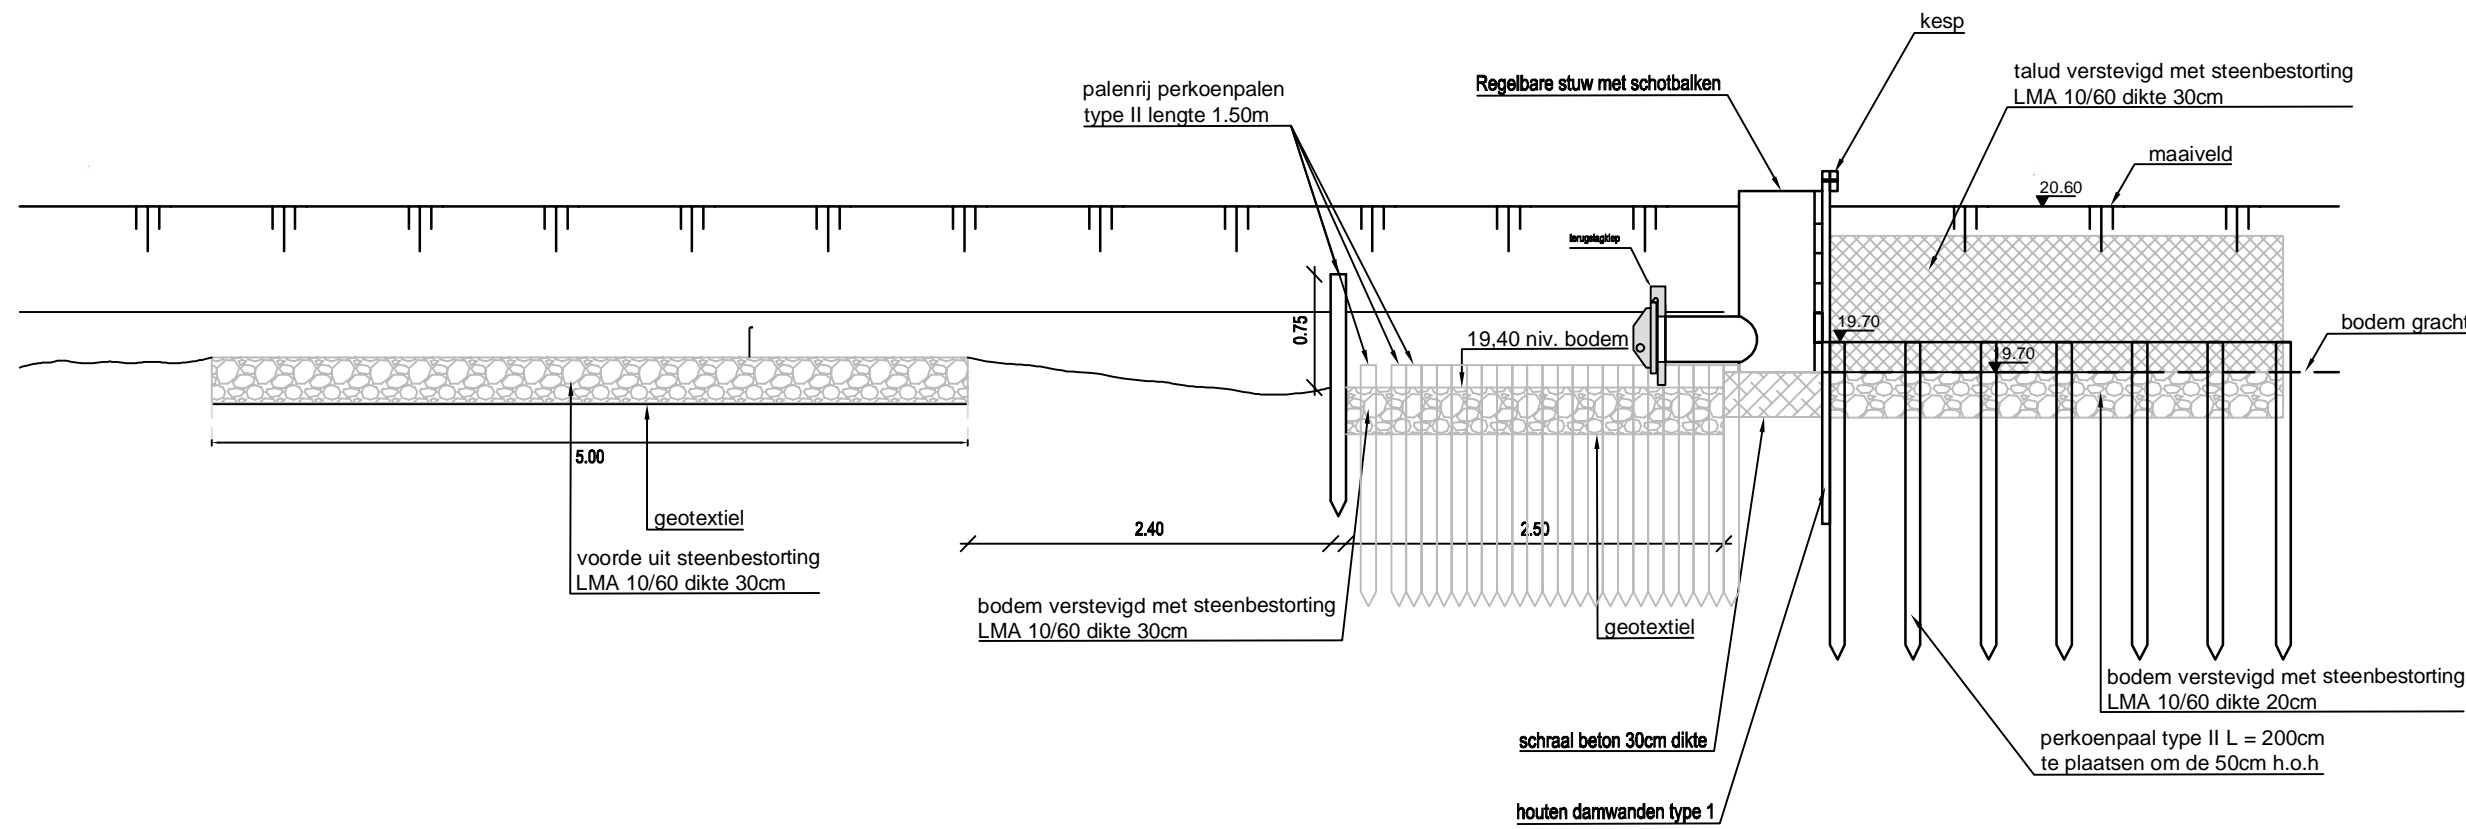 kesp
talud verstevigd met steenbestorting
LMA 10/60 dikte 30cm
Regelbare stuw met schotbalken
palenrij perkoenpalen
type II lengte 1.50m
maaiveld
20.60
terugslagklep
0.75
19,40 niv. bodem
19.70
19.70
bodem gracht
5.00
geotextiel
voorde uit steenbestorting
LMA 10/60 dikte 30cm
2.40
2.50
bodem verstevigd met steenbestorting
LMA 10/60 dikte 30cm
geotextiel
bodem verstevigd met steenbestorting
LMA 10/60 dikte 20cm
schraal beton 30cm dikte
perkoenpaal type II L = 200cm
te plaatsen om de 50cm h.o.h
houten damwanden type 1